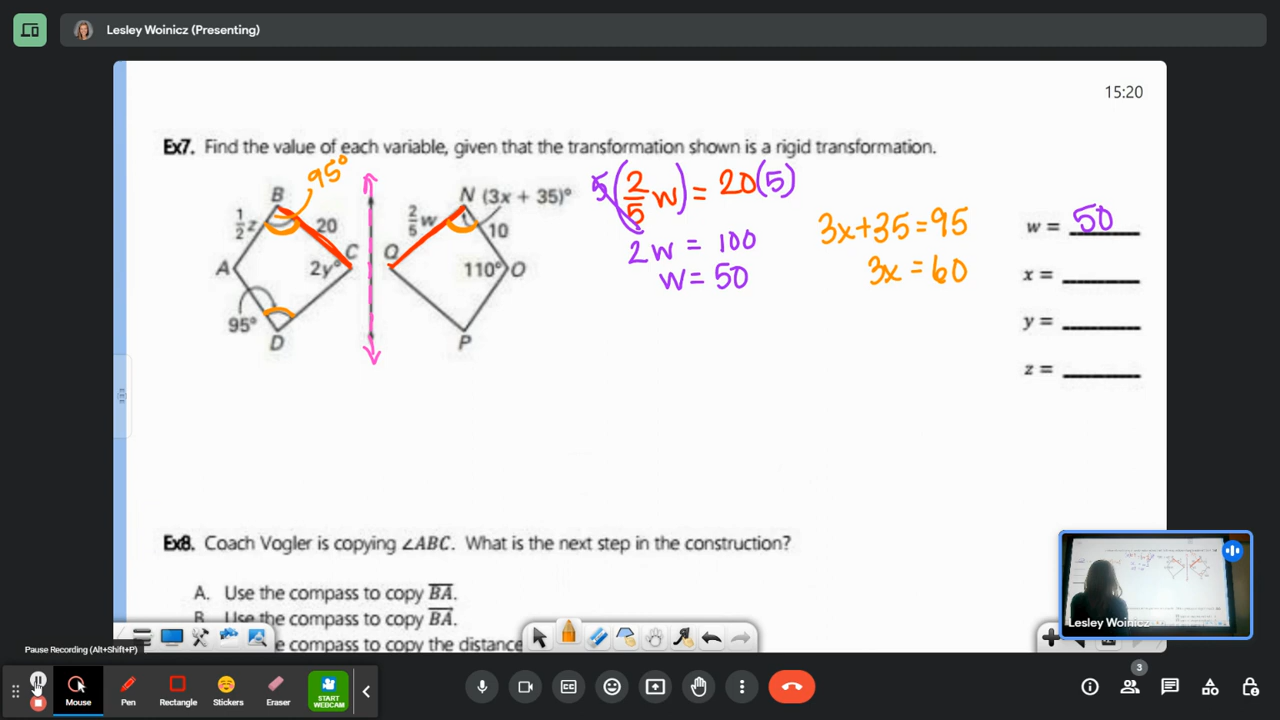 Lesley Woinicz (Presenting)
15:20
Ex7. Find the value of each variable, given that the transformation shown is a rigid transformation.
95°
B
1/2 z
20
C
A
2y°
95°
D
N (3x + 35)°
2/5 w
10
Q
110° O
P
5(2/5 w) = 20(5)
2w = 100
w = 50
3x+35=95
3x = 60
w = 50
x =
y =
z =
Ex8. Coach Vogler is copying ∠ABC. What is the next step in the construction?
A. Use the compass to copy BA.
B. Use the compass to copy BA.
e compass to copy the distance
Lesley Woinicz
Pause Recording (Alt+Shift+P)
Mouse
Pen
Rectangle
Stickers
Eraser
START
WEBCAM
3